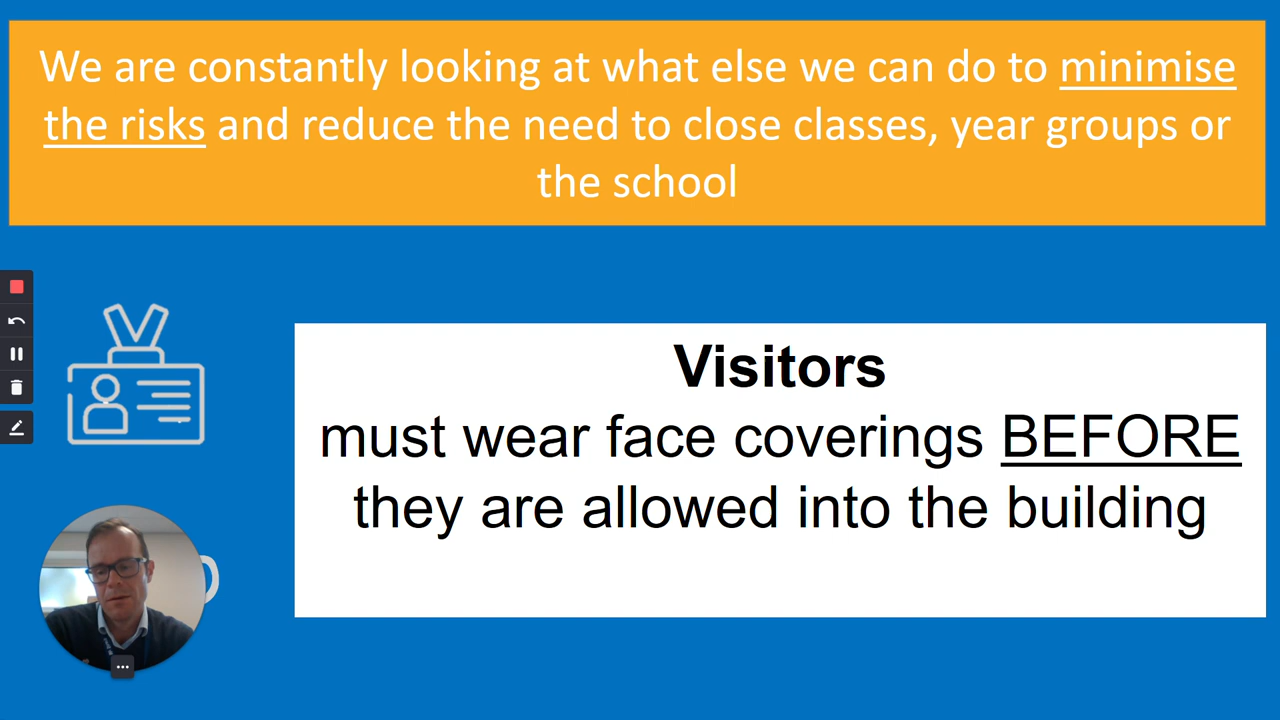 We are constantly looking at what else we can do to minimise
the risks and reduce the need to close classes, year groups or
the school
Visitors
must wear face coverings BEFORE
they are allowed into the building